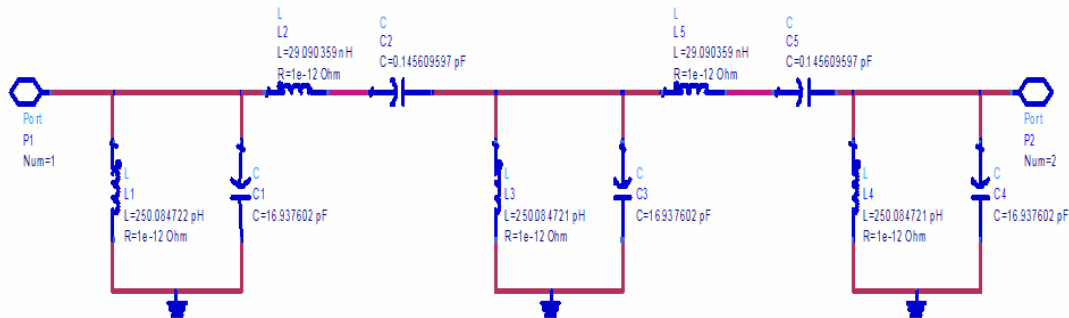 L
L2
L=29.090359 nH
R=1e-12 Ohm
C
C2
C=0.145609597 pF
L
L5
L=29.090359 nH
R=1e-12 Ohm
C
C5
C=0.145609597 pF
Port
P1
Num=1
L
L1
L=250.084722 pH
R=1e-12 Ohm
C
C1
C=16.937602 pF
L
L3
L=250.084721 pH
R=1e-12 Ohm
C
C3
C=16.937602 pF
L
L4
L=250.084721 pH
R=1e-12 Ohm
C
C4
C=16.937602 pF
Port
P2
Num=2